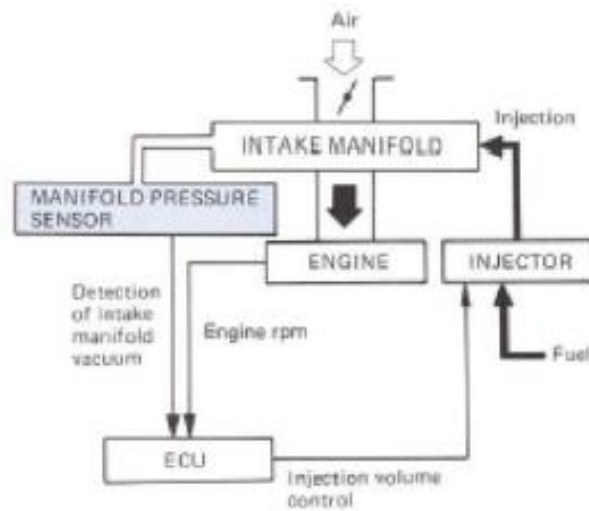 Air
Injection
INTAKE MANIFOLD
MANIFOLD PRESSURE
SENSOR
ENGINE
INJECTOR
Detection
of intake
manifold
vacuum
Engine rpm
Fuel
ECU
Injection volume
control